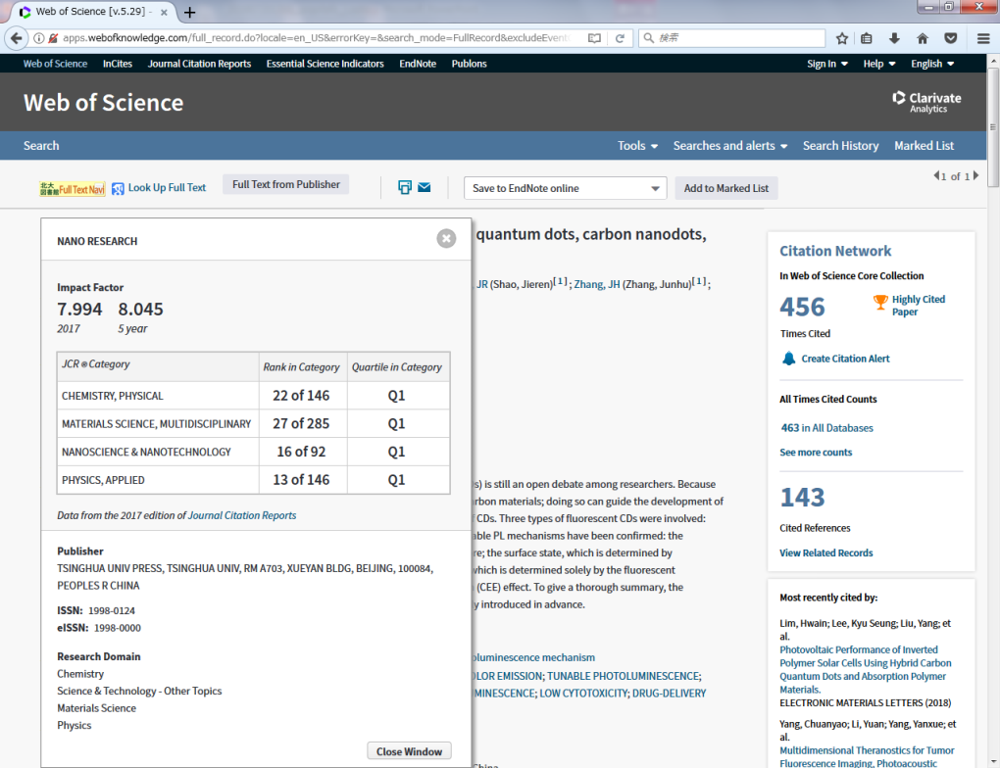 Web of Science [v.5.29] -
apps.webofknowledge.com/full_record.do?locale=en_US&errorKey=&search_mode=FullRecord&excludeEvent
検索
Web of Science InCites Journal Citation Reports Essential Science Indicators EndNote Publons Sign In Help English
Web of Science
Clarivate
Analytics
Search Tools Searches and alerts Search History Marked List
北大
図書館 Full Text Navi Look Up Full Text Full Text from Publisher Save to EndNote online Add to Marked List
1 of 1
NANO RESEARCH
Impact Factor
7.994 8.045
2017 5 year
JCR ® Category Rank in Category Quartile in Category
CHEMISTRY, PHYSICAL 22 of 146 Q1
MATERIALS SCIENCE, MULTIDISCIPLINARY 27 of 285 Q1
NANOSCIENCE & NANOTECHNOLOGY 16 of 92 Q1
PHYSICS, APPLIED 13 of 146 Q1
Data from the 2017 edition of Journal Citation Reports
Publisher
TSINGHUA UNIV PRESS, TSINGHUA UNIV, RM A703, XUEYAN BLDG, BEIJING, 100084,
PEOPLES R CHINA
ISSN: 1998-0124
eISSN: 1998-0000
Research Domain
Chemistry
Science & Technology - Other Topics
Materials Science
Physics
Close Window
quantum dots, carbon nanodots,
JR (Shao, Jieren)[1]; Zhang, JH (Zhang, Junhu)[1];
s) is still an open debate among researchers. Because
rbon materials; doing so can guide the development of
CDs. Three types of fluorescent CDs were involved:
able PL mechanisms have been confirmed: the
re; the surface state, which is determined by
which is determined solely by the fluorescent
(CEE) effect. To give a thorough summary, the
y introduced in advance.
oluminescence mechanism
OLOR EMISSION; TUNABLE PHOTOLUMINESCENCE;
MINESCENCE; LOW CYTOTOXICITY; DRUG-DELIVERY
China
Citation Network
In Web of Science Core Collection
456
Highly Cited
Paper
Times Cited
Create Citation Alert
All Times Cited Counts
463 in All Databases
See more counts
143
Cited References
View Related Records
Most recently cited by:
Lim, Hwain; Lee, Kyu Seung; Liu, Yang; et
al.
Photovoltaic Performance of Inverted
Polymer Solar Cells Using Hybrid Carbon
Quantum Dots and Absorption Polymer
Materials.
ELECTRONIC MATERIALS LETTERS (2018)
Yang, Chuanyao; Li, Yuan; Yang, Yanxue; et
al.
Multidimensional Theranostics for Tumor
Fluorescence Imaging, Photoacoustic